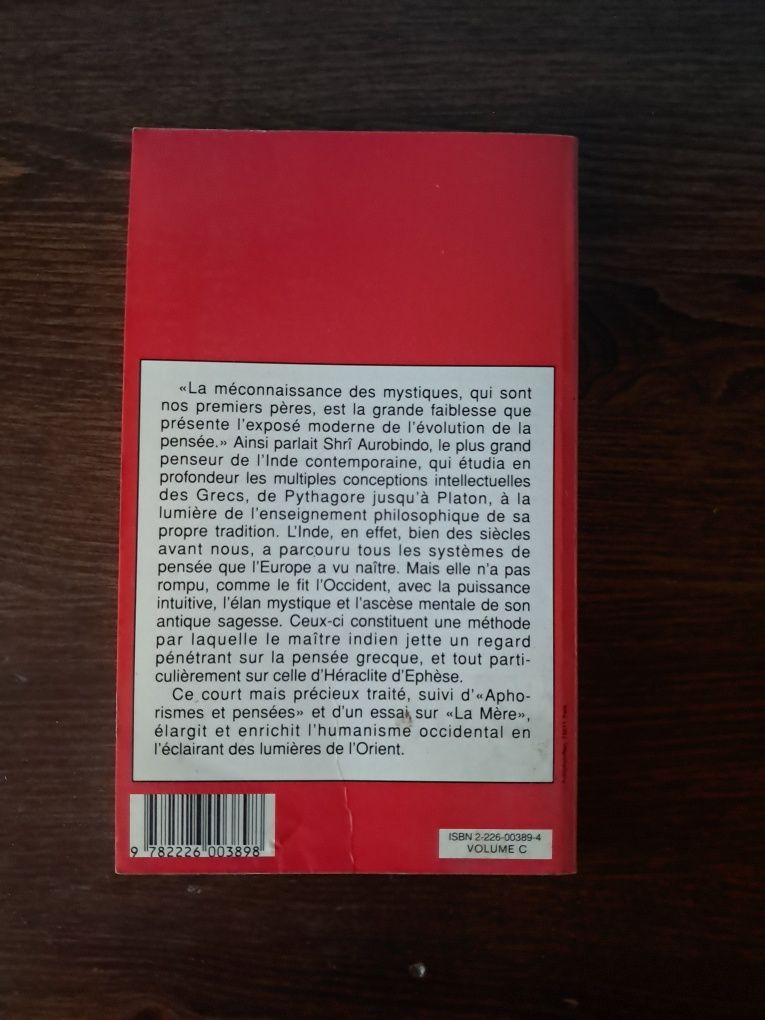 «La méconnaissance des mystiques, qui sont
nos premiers pères, est la grande faiblesse que
présente l'exposé moderne de l'évolution de la
pensée.» Ainsi parlait Shrî Aurobindo, le plus grand
penseur de l'Inde contemporaine, qui étudia en
profondeur les multiples conceptions intellectuelles
des Grecs, de Pythagore jusqu'à Platon, à la
lumière de l'enseignement philosophique de sa
propre tradition. L'Inde, en effet, bien des siècles
avant nous, a parcouru tous les systèmes de
pensée que l'Europe a vu naître. Mais elle n'a pas
rompu, comme le fit l'Occident, avec la puissance
intuitive, l'élan mystique et l'ascèse mentale de son
antique sagesse. Ceux-ci constituent une méthode
par laquelle le maître indien jette un regard
pénétrant sur la pensée grecque, et tout parti-
culièrement sur celle d'Héraclite d'Ephèse.
Ce court mais précieux traité, suivi d'«Apho-
rismes et pensées» et d'un essai sur «La Mère»,
élargit et enrichit l'humanisme occidental en
l'éclairant des lumières de l'Orient.
9 782226 003898
ISBN 2-226-00389-4
VOLUME C